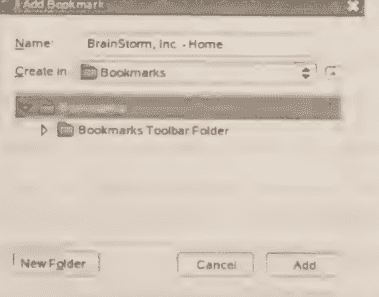 Add Bookmark
Name: BrainStorm, Inc. - Home
Create in: Bookmarks
Bookmarks Toolbar Folder
New Folder
Cancel
Add